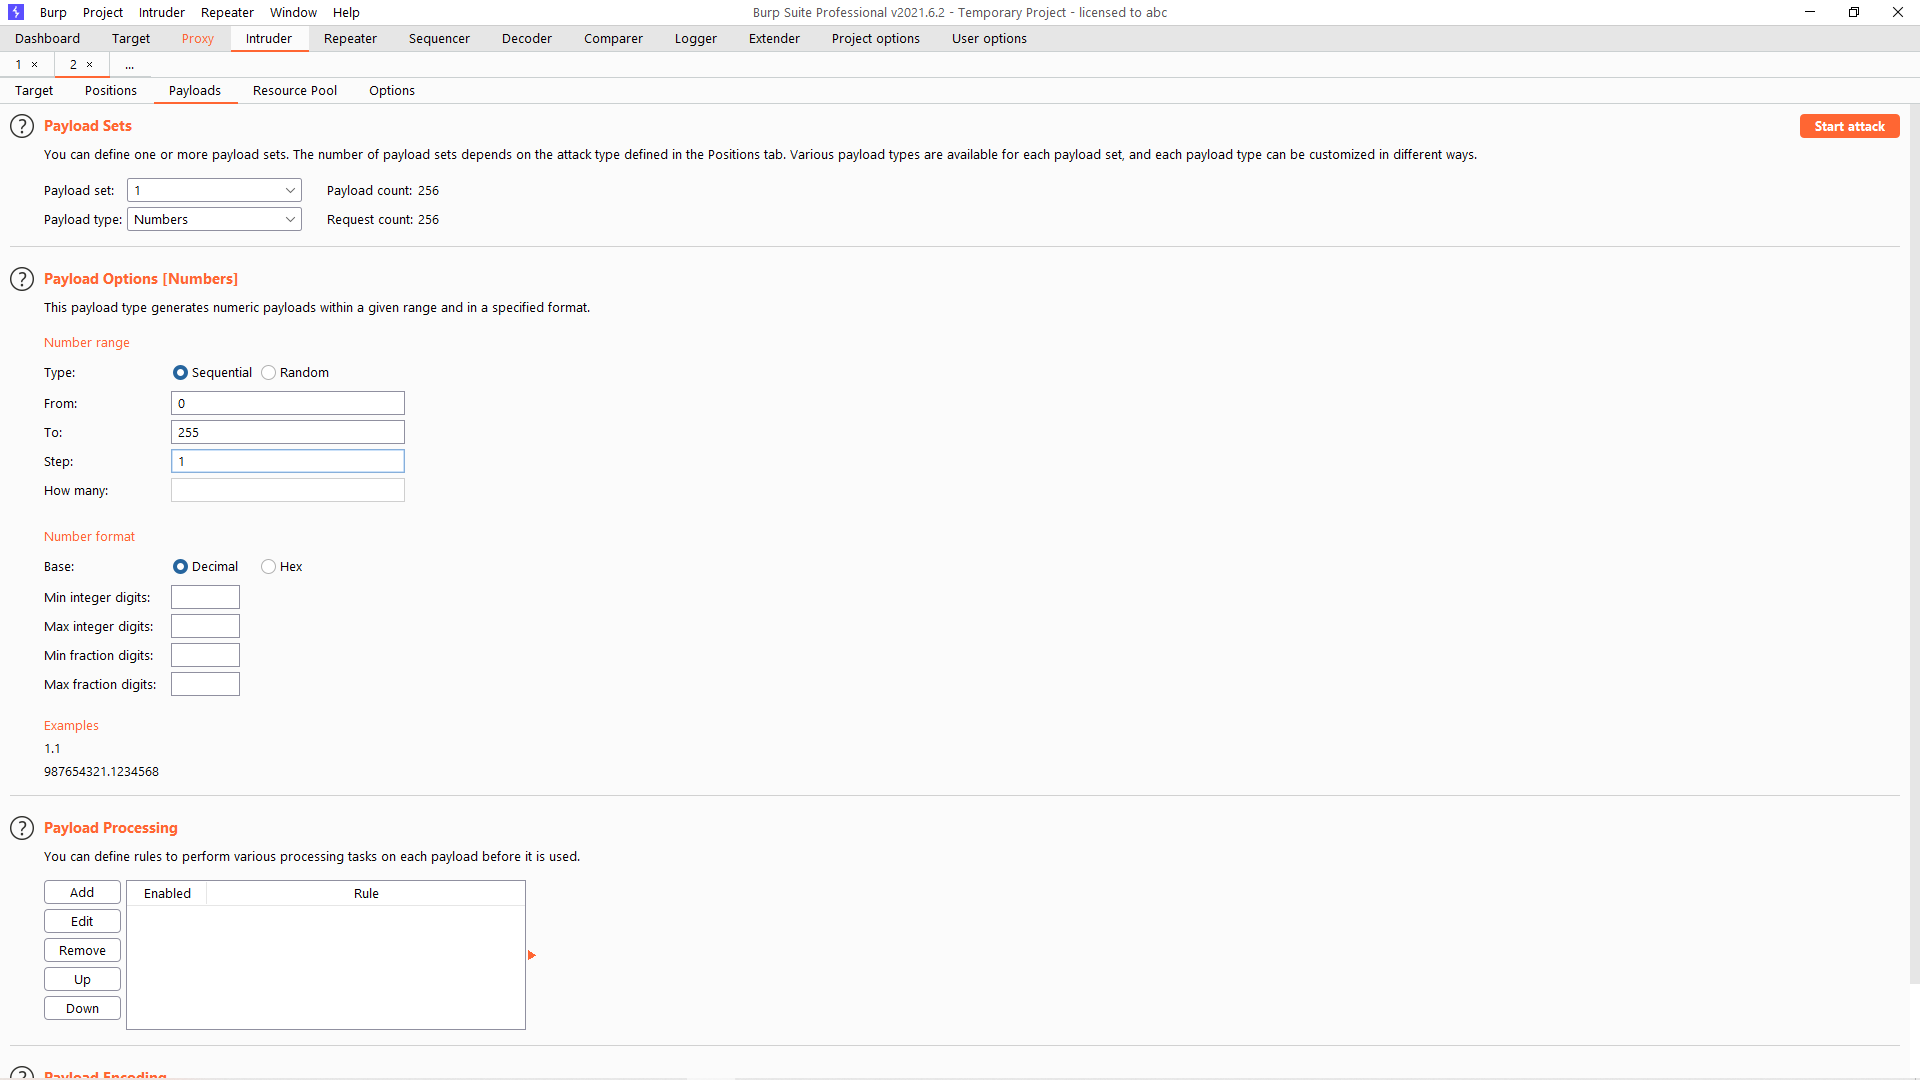 Burp Project Intruder Repeater Window Help Burp Suite Professional v2021.6.2 - Temporary Project - licensed to abc
Dashboard Target Proxy Intruder Repeater Sequencer Decoder Comparer Logger Extender Project options User options
1 × 2 × ...
Target Positions Payloads Resource Pool Options
? Payload Sets Start attack
You can define one or more payload sets. The number of payload sets depends on the attack type defined in the Positions tab. Various payload types are available for each payload set, and each payload type can be customized in different ways.
Payload set: 1 Payload count: 256
Payload type: Numbers Request count: 256
? Payload Options [Numbers]
This payload type generates numeric payloads within a given range and in a specified format.
Number range
Type: Sequential Random
From: 0
To: 255
Step: 1
How many:
Number format
Base: Decimal Hex
Min integer digits:
Max integer digits:
Min fraction digits:
Max fraction digits:
Examples
1.1
987654321.1234568
? Payload Processing
You can define rules to perform various processing tasks on each payload before it is used.
Add Enabled Rule
Edit
Remove
Up
Down
? Payload Encoding